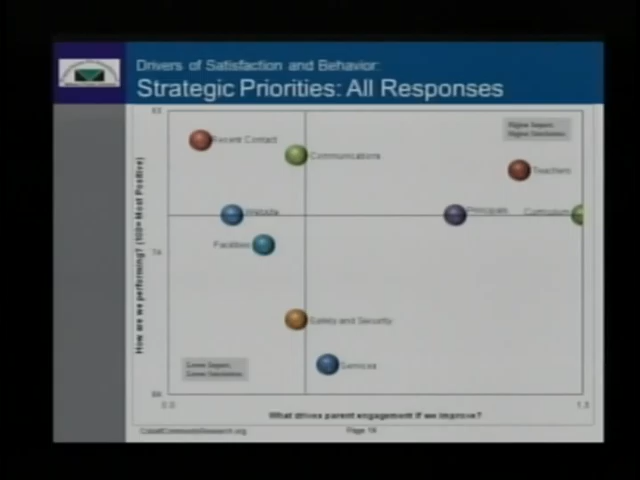 Drivers of Satisfaction and Behavior:
Strategic Priorities: All Responses
Recent Contact
Communications
Teachers
Website
Principals
Curriculum
How are we performing? (100= Most Positive)
Facilities
Safety and Security
Services
0.0
What drives parent engagement if we improve?
Page